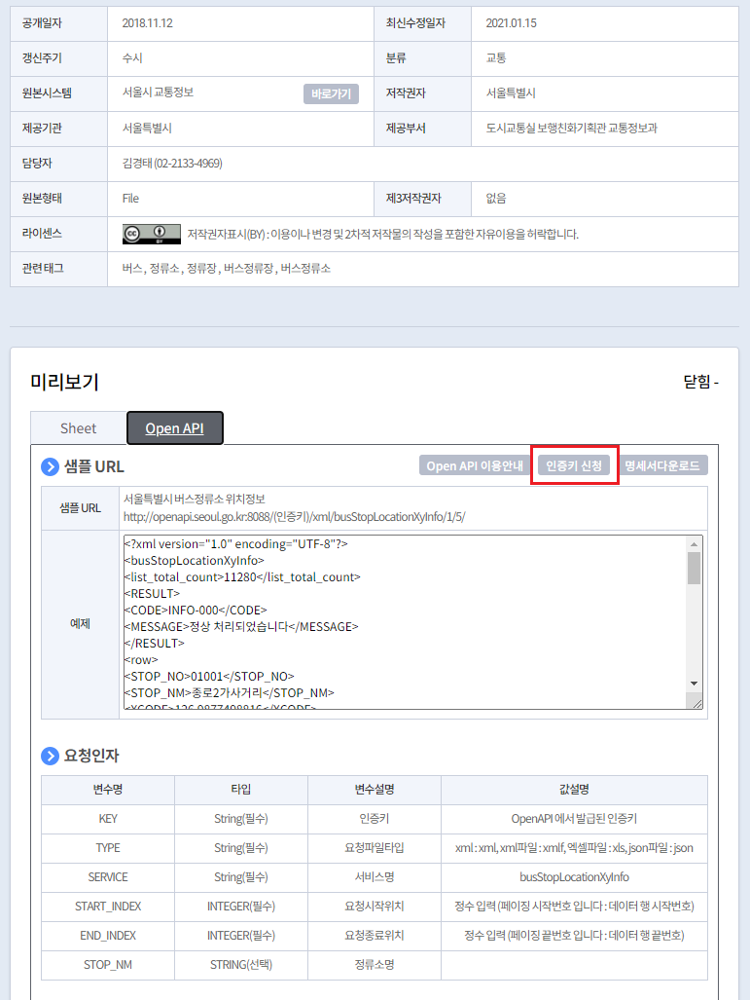 공개일자 2018.11.12 최신수정일자 2021.01.15
갱신주기 수시 분류 교통
원본시스템 서울시 교통정보 바로가기 저작권자 서울특별시
제공기관 서울특별시 제공부서 도시교통실 보행친화기획관 교통정보과
담당자 김경태 (02-2133-4969)
원본형태 File 제3저작권자 없음
라이센스 cc BY 저작권자표시(BY) : 이용이나 변경 및 2차적 저작물의 작성을 포함한 자유이용을 허락합니다.
관련 태그 버스, 정류소, 정류장, 버스정류장, 버스정류소
미리보기 닫힘 -
Sheet Open API
샘플 URL Open API 이용안내 인증키 신청 명세서다운로드
샘플 URL 서울특별시 버스정류소 위치정보
http://openapi.seoul.go.kr:8088/(인증키)/xml/busStopLocationXyInfo/1/5/
예제
<?xml version="1.0" encoding="UTF-8"?>
<busStopLocationXyInfo>
<list_total_count>11280</list_total_count>
<RESULT>
<CODE>INFO-000</CODE>
<MESSAGE>정상 처리되었습니다</MESSAGE>
</RESULT>
<row>
<STOP_NO>01001</STOP_NO>
<STOP_NM>종로2가사거리</STOP_NM>
<XCODE>126.9877498816</XCODE>
요청인자
변수명 타입 변수설명 값설명
KEY String(필수) 인증키 OpenAPI 에서 발급된 인증키
TYPE String(필수) 요청파일타입 xml : xml, xml파일 : xmlf, 엑셀파일 : xls, json파일 : json
SERVICE String(필수) 서비스명 busStopLocationXyInfo
START_INDEX INTEGER(필수) 요청시작위치 정수 입력 (페이징 시작번호 입니다 : 데이터 행 시작번호)
END_INDEX INTEGER(필수) 요청종료위치 정수 입력 (페이징 끝번호 입니다 : 데이터 행 끝번호)
STOP_NM STRING(선택) 정류소명